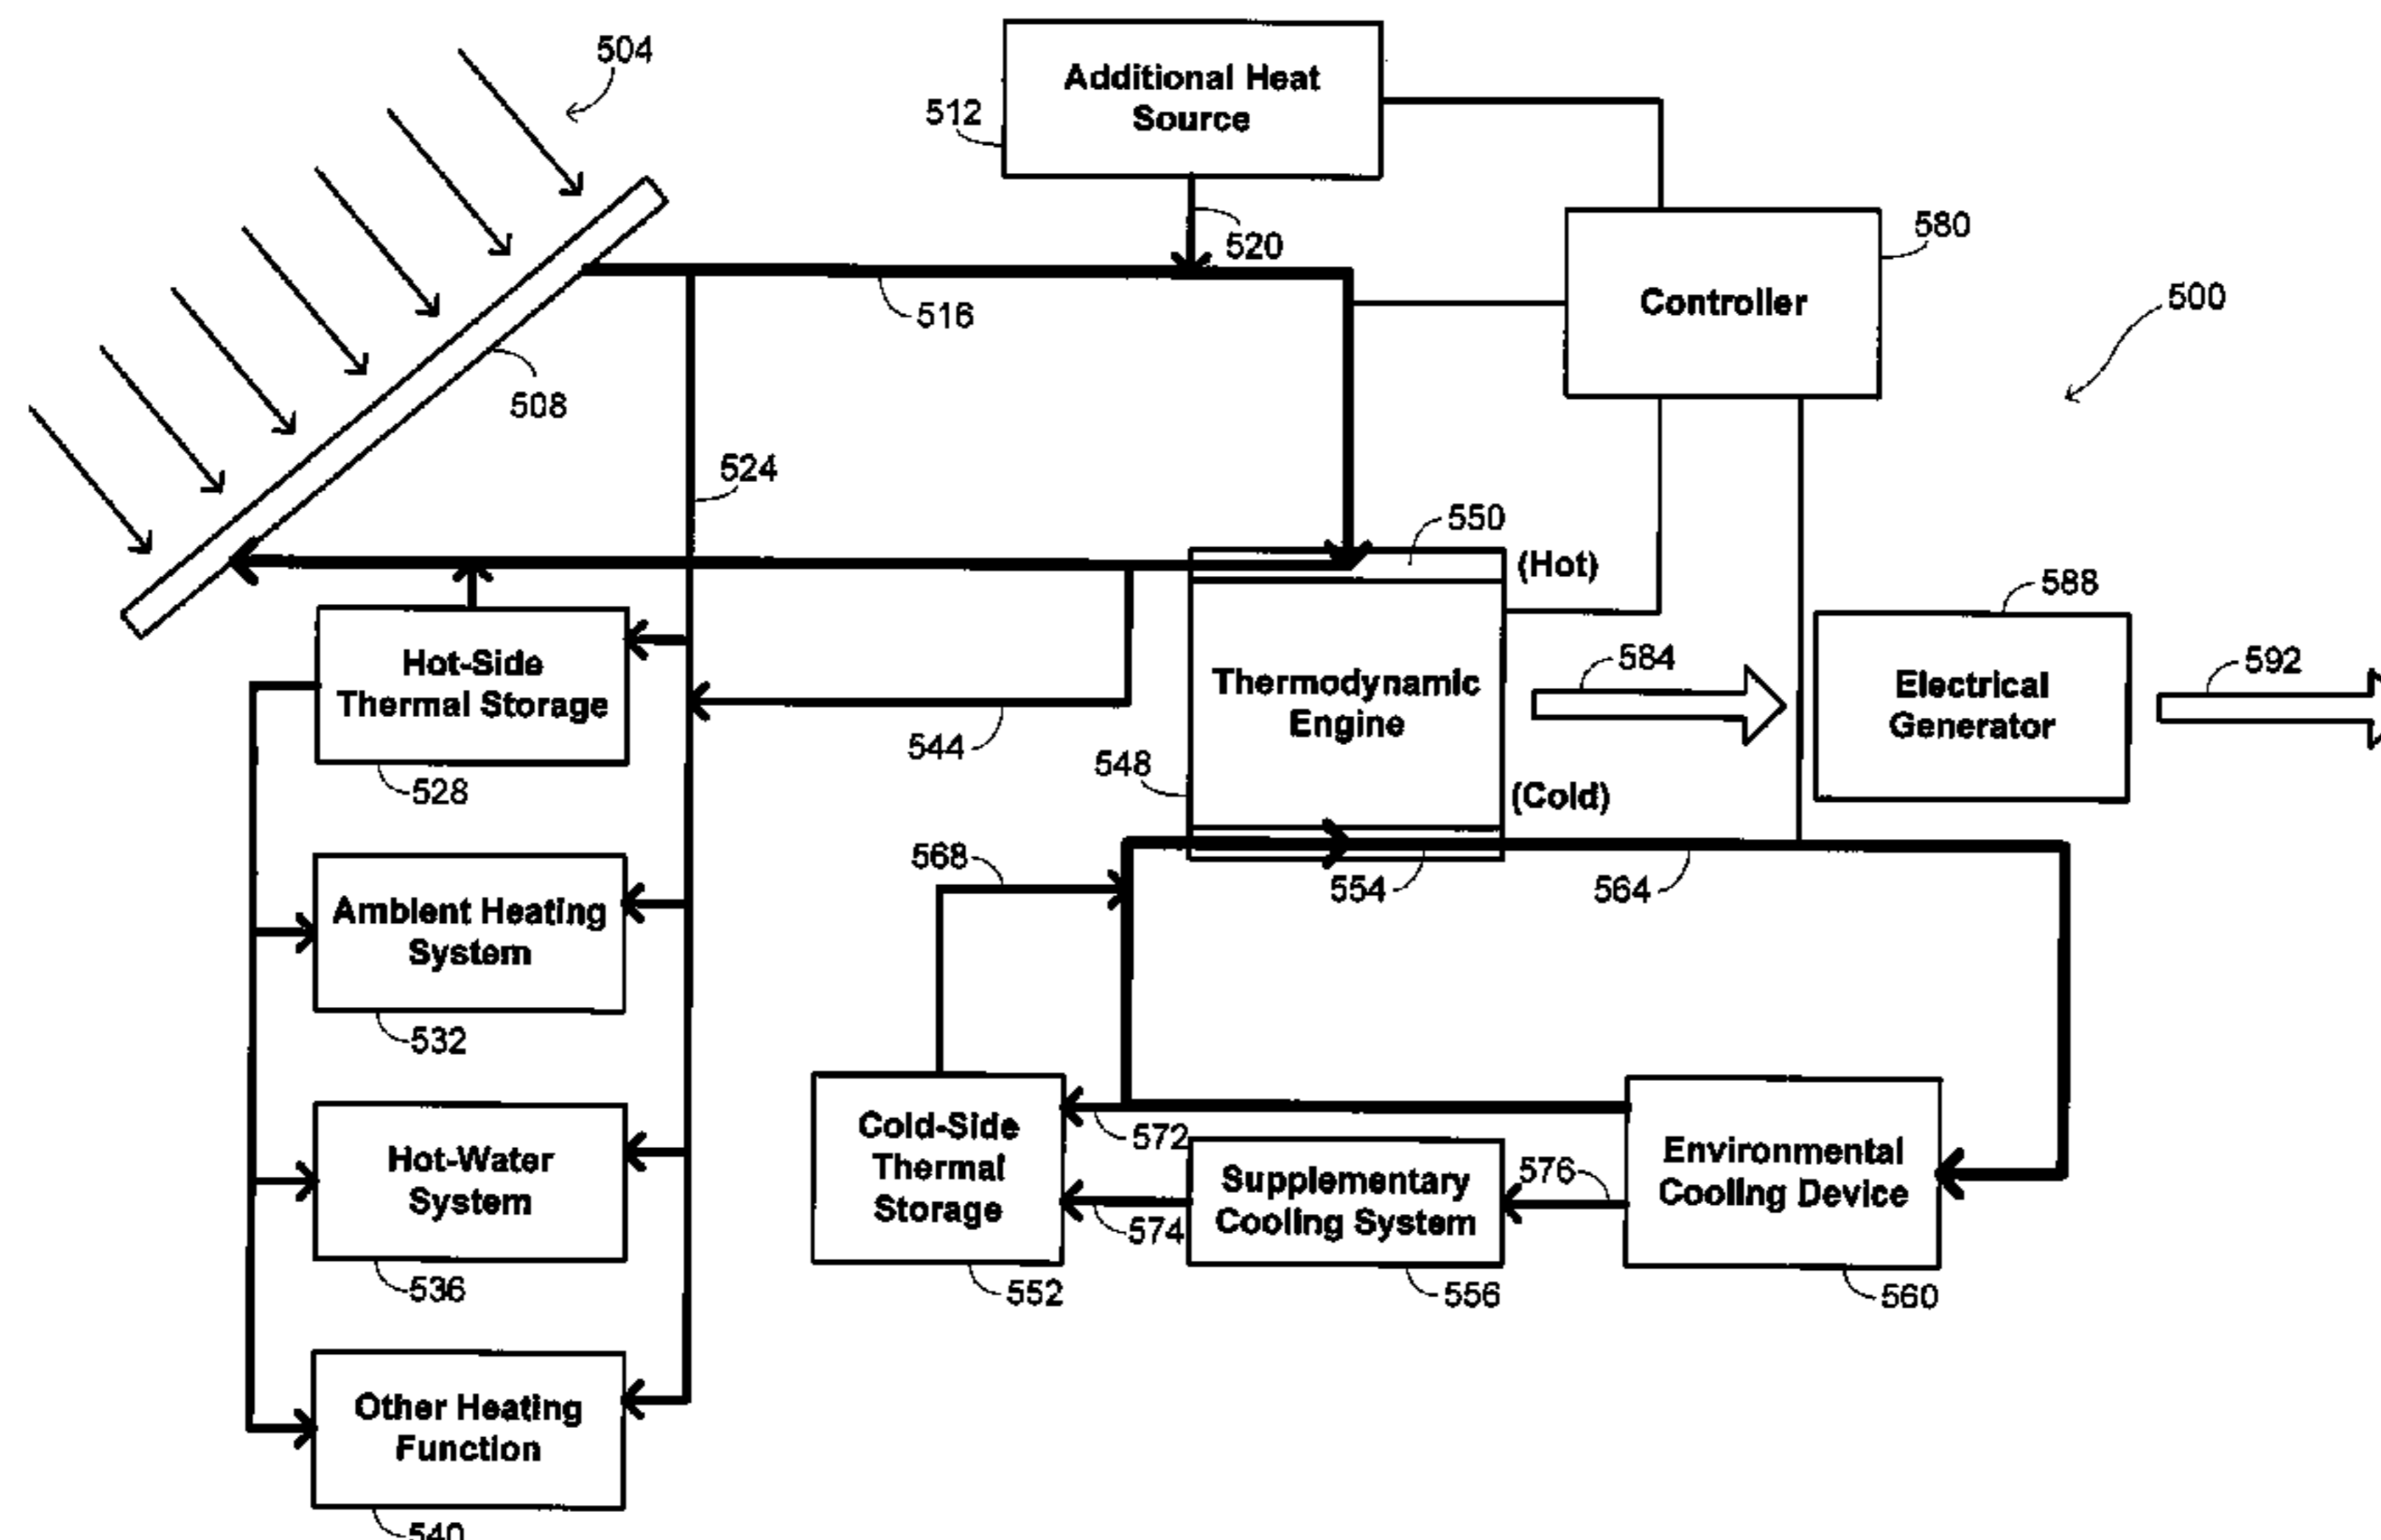 504
Additional Heat
Source
512
520
580
Controller
500
516
508
524
550
(Hot)
588
Hot-Side
Thermal Storage
Thermodynamic
Engine
584
Electrical
Generator
592
544
548
528
(Cold)
568
554
564
Ambient Heating
System
532
Cold-Side
Thermal
Storage
572
574
Supplementary
Cooling System
576
Environmental
Cooling Device
Hot-Water
System
536
552
556
560
Other Heating
Function
540